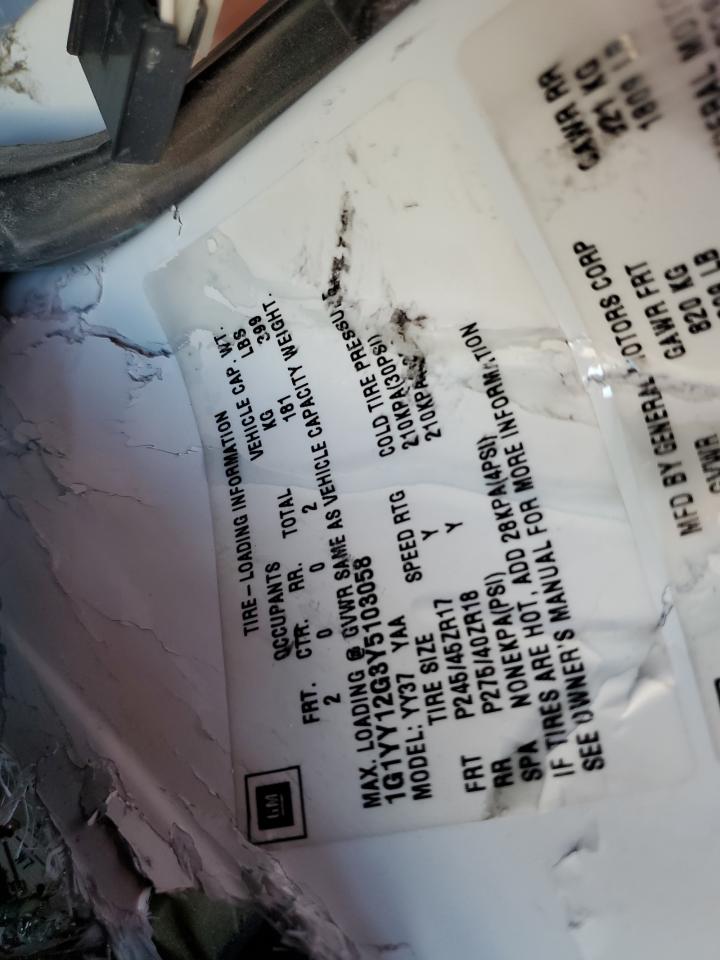 GM
TIRE-LOADING INFORMATION
OCCUPANTS VEHICLE CAP. WT.
FRT. CTR. RR. TOTAL KG LBS
2 0 0 2 181 399
MAX. LOADING @ GVWR SAME AS VEHICLE CAPACITY WEIGHT.
1G1YY12G3Y5103058
MODEL: YY37 YAA
TIRE SIZE SPEED RTG COLD TIRE PRESSURE
FRT P245/45ZR17 Y 210KPA(30PSI)
RR P275/40ZR18 Y
SPA NONEKPA(PSI)
IF TIRES ARE HOT, ADD 28KPA(4PSI)
SEE OWNER'S MANUAL FOR MORE INFORMATION
MFD BY GENERAL MOTORS CORP
GVWR GAWR FRT GAWR RR
820 KG 821 KG
LB 1809 LB